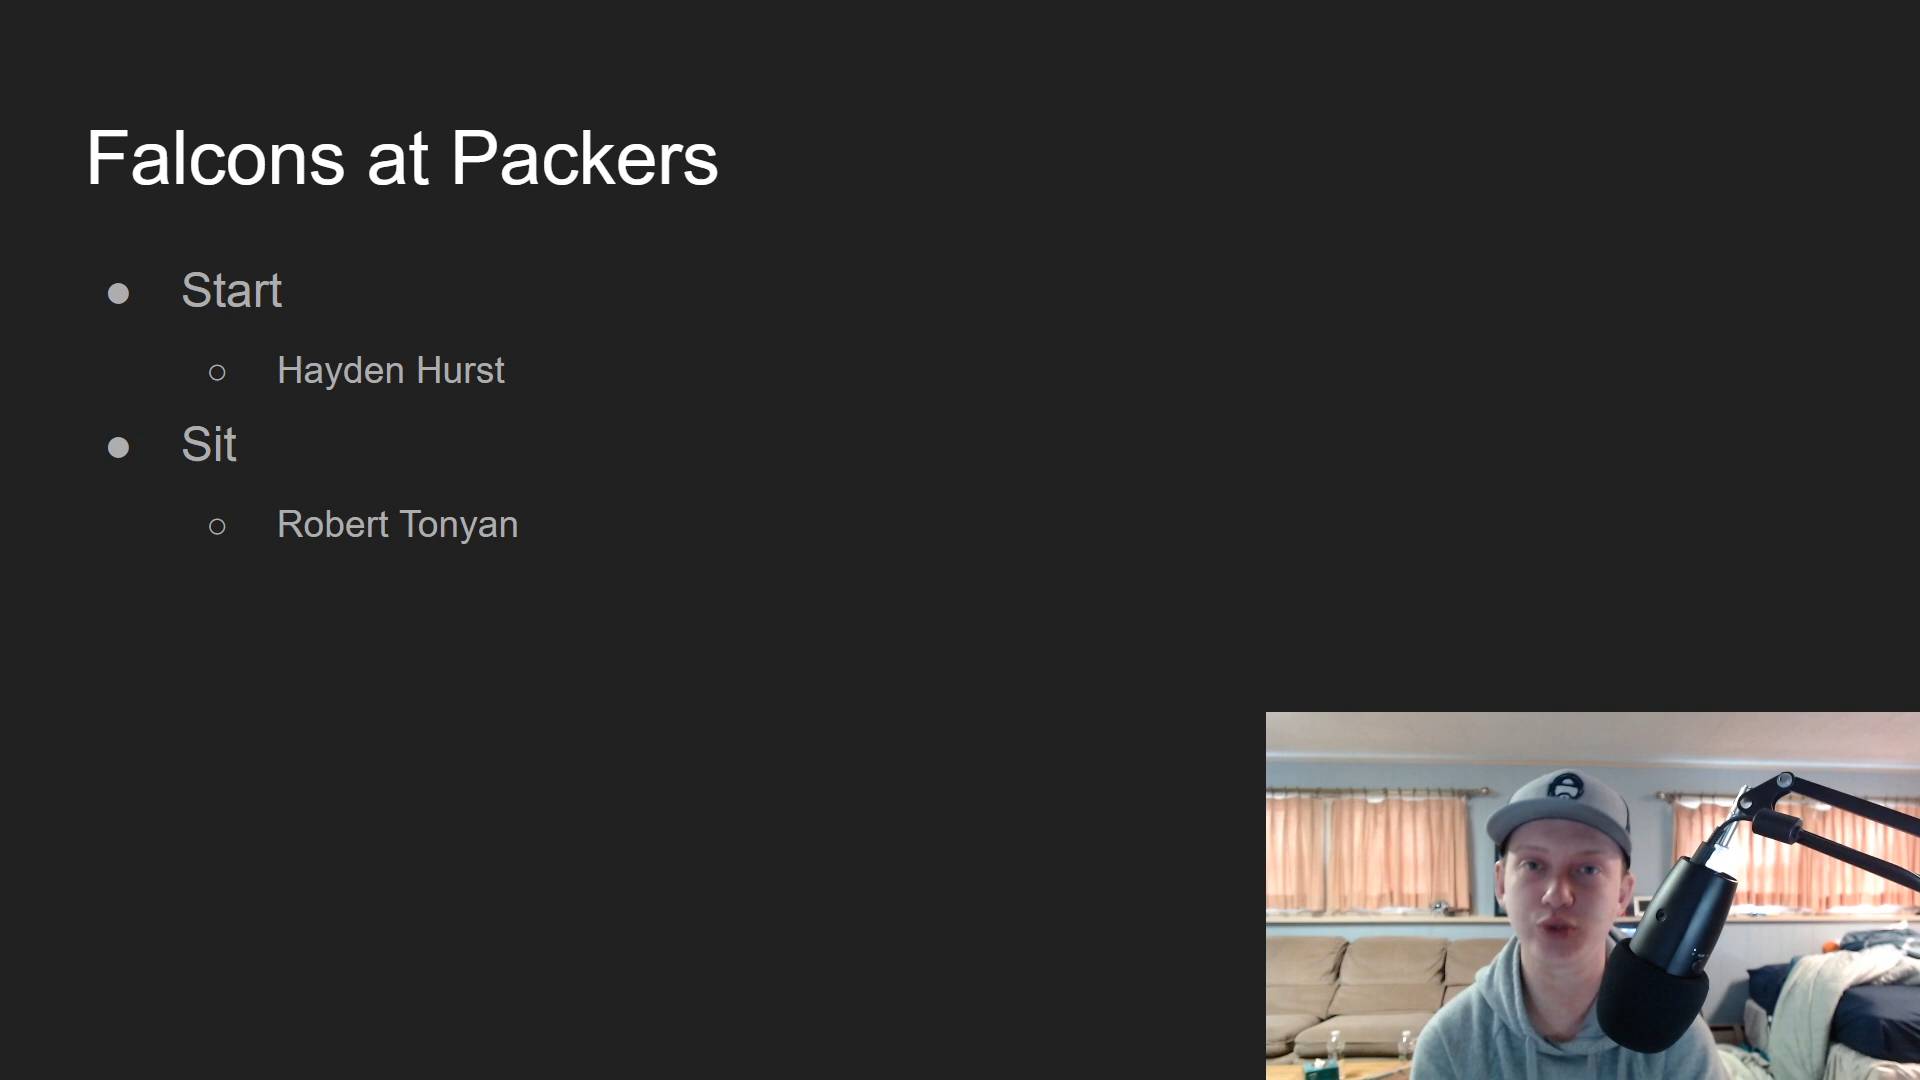 Falcons at Packers
Start
Hayden Hurst
Sit
Robert Tonyan